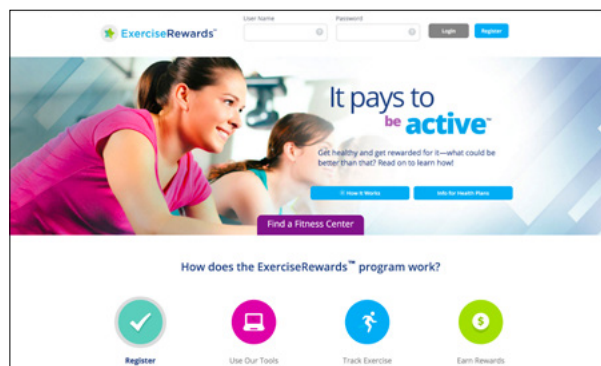 User Name
Password
ExerciseRewards™
Login
Register
It pays to
be active™
Get healthy and get rewarded for it—what could be
better than that? Read on to learn how!
How It Works
Info for Health Plans
Find a Fitness Center
How does the ExerciseRewards™ program work?
Register
Use Our Tools
Track Exercise
Earn Rewards